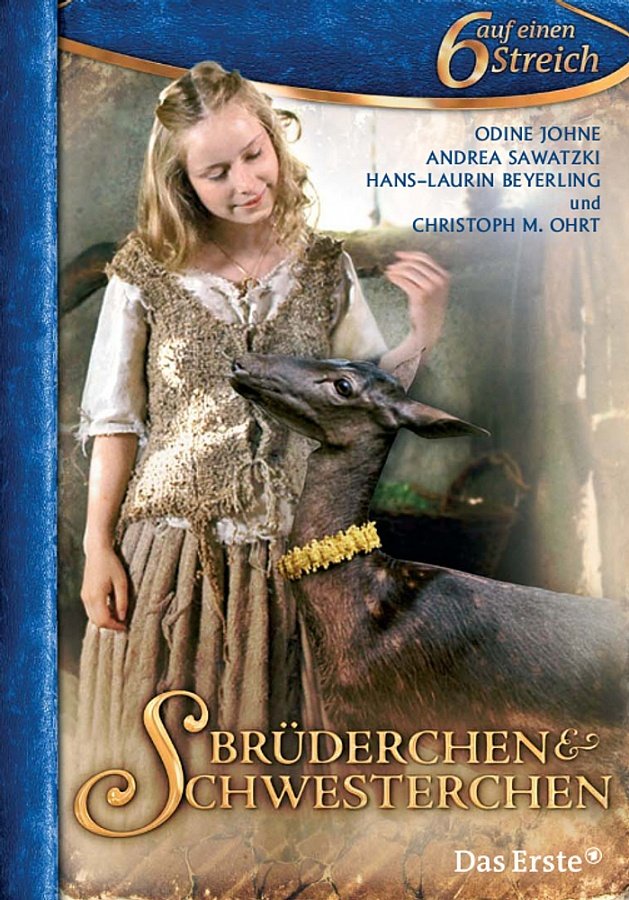 6 auf einen
Streich
ODINE JOHNE
ANDREA SAWATZKI
HANS-LAURIN BEYERLING
und
CHRISTOPH M. OHRT
BRÜDERCHEN &
SCHWESTERCHEN
Das Erste